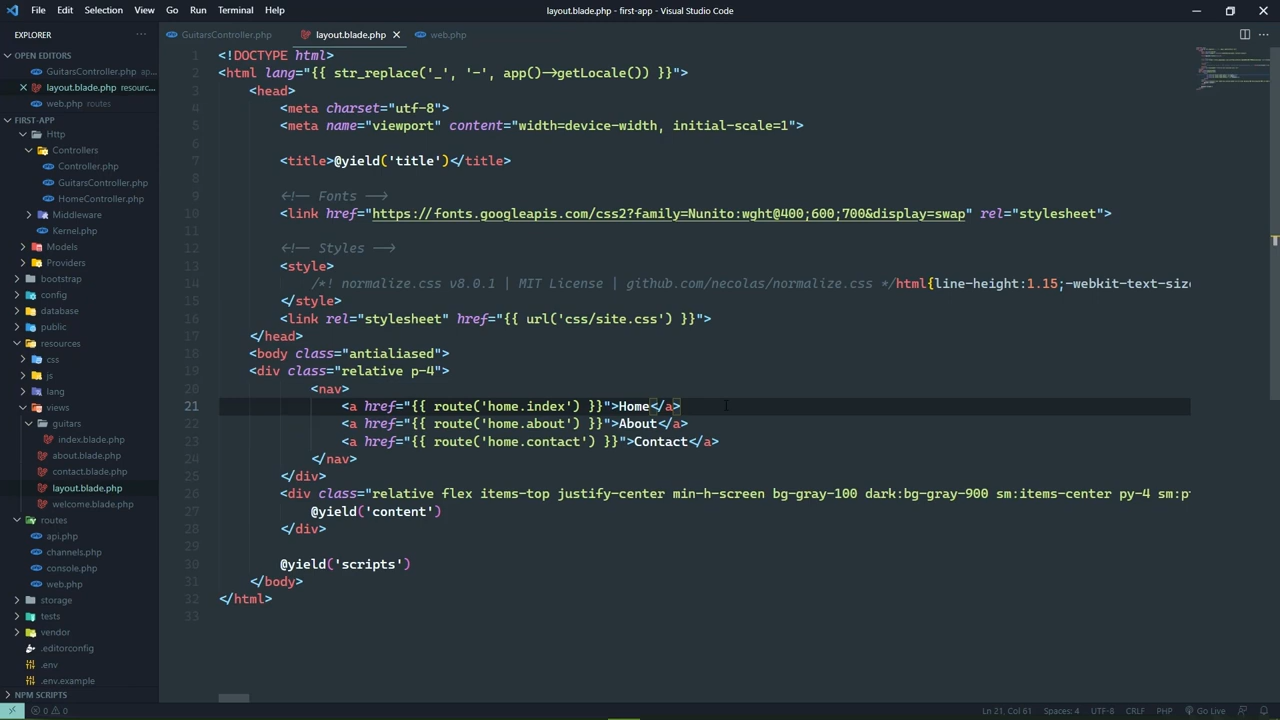 File Edit Selection View Go Run Terminal Help
layout.blade.php - first-app - Visual Studio Code
EXPLORER
OPEN EDITORS
GuitarsController.php ap...
layout.blade.php resourc...
web.php routes
FIRST-APP
Http
Controllers
Controller.php
GuitarsController.php
HomeController.php
Middleware
Kernel.php
Models
Providers
bootstrap
config
database
public
resources
css
js
lang
views
guitars
index.blade.php
about.blade.php
contact.blade.php
layout.blade.php
welcome.blade.php
routes
api.php
channels.php
console.php
web.php
storage
tests
vendor
.editorconfig
.env
.env.example
NPM SCRIPTS
GuitarsController.php layout.blade.php web.php
1 <!DOCTYPE html>
2 <html lang="{{ str_replace('_', '-', app()->getLocale()) }}">
3 <head>
4 <meta charset="utf-8">
5 <meta name="viewport" content="width=device-width, initial-scale=1">
6
7 <title>@yield('title')</title>
8
9 <!-- Fonts -->
10 <link href="https://fonts.googleapis.com/css2?family=Nunito:wght@400;600;700&display=swap" rel="stylesheet">
11
12 <!-- Styles -->
13 <style>
14 /*! normalize.css v8.0.1 | MIT License | github.com/necolas/normalize.css */html{line-height:1.15;-webkit-text-size
15 </style>
16 <link rel="stylesheet" href="{{ url('css/site.css') }}">
17 </head>
18 <body class="antialiased">
19 <div class="relative p-4">
20 <nav>
21 <a href="{{ route('home.index') }}">Home</a>
22 <a href="{{ route('home.about') }}">About</a>
23 <a href="{{ route('home.contact') }}">Contact</a>
24 </nav>
25 </div>
26 <div class="relative flex items-top justify-center min-h-screen bg-gray-100 dark:bg-gray-900 sm:items-center py-4 sm:pt
27 @yield('content')
28 </div>
29
30 @yield('scripts')
31 </body>
32 </html>
33
0 0 Ln 21, Col 61 Spaces: 4 UTF-8 CRLF PHP Go Live